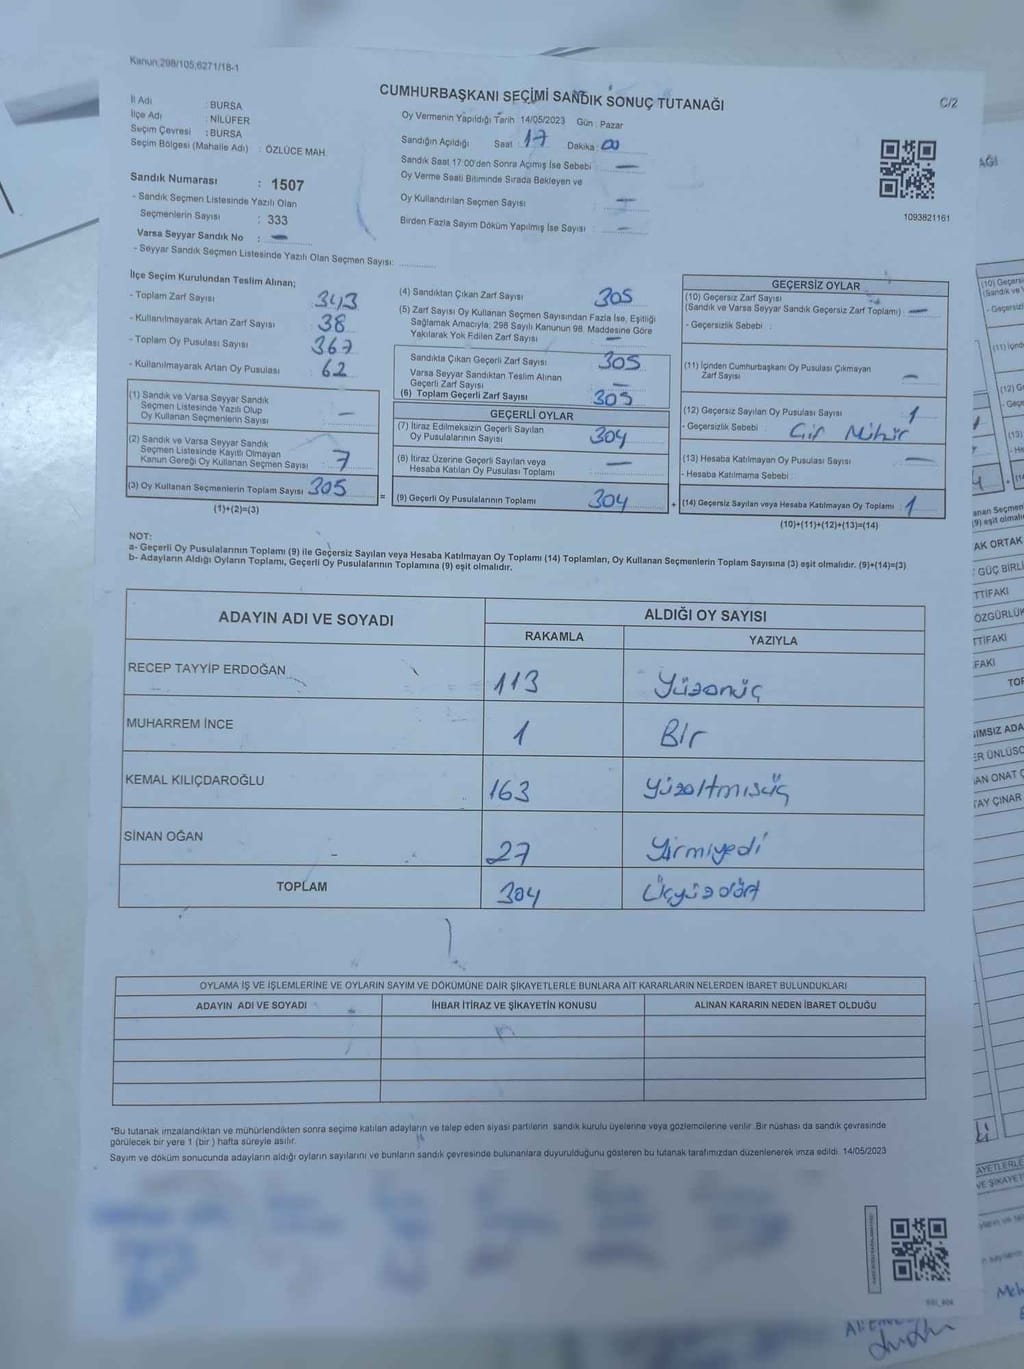 Kanun 298/105,6271/18-1
CUMHURBAŞKANI SEÇİMİ SANDIK SONUÇ TUTANAĞI
C/2
İl Adı : BURSA
İlçe Adı : NİLÜFER
Seçim Çevresi : BURSA
Seçim Bölgesi (Mahalle Adı) : ÖZLÜCE MAH.
Sandık Numarası : 1507
- Sandık Seçmen Listesinde Yazılı Olan
Seçmenlerin Sayısı : 333
Varsa Seyyar Sandık No : -
- Seyyar Sandık Seçmen Listesinde Yazılı Olan Seçmen Sayısı: ............
Oy Vermenin Yapıldığı Tarih 14/05/2023 Gün : Pazar
Sandığın Açıldığı Saat : 17 Dakika : 00
Sandık Saat 17:00'den Sonra Açımış İse Sebebi -
Oy Verme Saati Bitiminde Sırada Bekleyen ve
Oy Kullandırılan Seçmen Sayısı -
Birden Fazla Sayım Döküm Yapılmış İse Sayısı : -
1093821161
İlçe Seçim Kurulundan Teslim Alınan;
- Toplam Zarf Sayısı 343
- Kullanılmayarak Artan Zarf Sayısı 38
- Toplam Oy Pusulası Sayısı 367
- Kullanılmayarak Artan Oy Pusulası 62
(1) Sandık ve Varsa Seyyar Sandık
Seçmen Listesinde Yazılı Olup
Oy Kullanan Seçmenlerin Sayısı -
(2) Sandık ve Varsa Seyyar Sandık
Seçmen Listesinde Kayıtlı Olmayan
Kanun Gereği Oy Kullanan Seçmen Sayısı 7
(3) Oy Kullanan Seçmenlerin Toplam Sayısı 305
(1)+(2)=(3)
=
(4) Sandıktan Çıkan Zarf Sayısı 305
(5) Zarf Sayısı Oy Kullanan Seçmen Sayısından Fazla İse, Eşitliği
Sağlamak Amacıyla, 298 Sayılı Kanunun 98. Maddesine Göre
Yakılarak Yok Edilen Zarf Sayısı -
Sandıkta Çıkan Geçerli Zarf Sayısı 305
Varsa Seyyar Sandıktan Teslim Alınan
Geçerli Zarf Sayısı -
(6) Toplam Geçerli Zarf Sayısı 305
GEÇERLİ OYLAR
(7) İtiraz Edilmeksizin Geçerli Sayılan
Oy Pusulalarının Sayısı 304
(8) İtiraz Üzerine Geçerli Sayılan veya
Hesaba Katılan Oy Pusulası Toplamı -
(9) Geçerli Oy Pusulalarının Toplamı 304
+
GEÇERSİZ OYLAR
(10) Geçersiz Zarf Sayısı
(Sandık ve Varsa Seyyar Sandık Geçersiz Zarf Toplamı) : -
- Geçersizlik Sebebi :
(11) İçinden Cumhurbaşkanı Oy Pusulası Çıkmayan
Zarf Sayısı -
(12) Geçersiz Sayılan Oy Pusulası Sayısı 1
- Geçersizlik Sebebi : Çift Mühür
(13) Hesaba Katılmayan Oy Pusulası Sayısı -
- Hesaba Katılmama Sebebi
(14) Geçersiz Sayılan veya Hesaba Katılmayan Oy Toplamı : 1
(10)+(11)+(12)+(13)=(14)
NOT:
a- Geçerli Oy Pusulalarının Toplamı (9) ile Geçersiz Sayılan veya Hesaba Katılmayan Oy Toplamı (14) Toplamları, Oy Kullanan Seçmenlerin Toplam Sayısına (3) eşit olmalıdır. (9)+(14)=(3)
b- Adayların Aldığı Oyların Toplamı, Geçerli Oy Pusulalarının Toplamına (9) eşit olmalıdır.
ADAYIN ADI VE SOYADI
ALDIĞI OY SAYISI
RAKAMLA YAZIYLA
RECEP TAYYİP ERDOĞAN 113 Yüzonüç
MUHARREM İNCE 1 Bir
KEMAL KILIÇDAROĞLU 163 Yüzaltmışüç
SİNAN OĞAN 27 Yirmiyedi
TOPLAM 304 Üçyüzdört
OYLAMA İŞ VE İŞLEMLERİNE VE OYLARIN SAYIM VE DÖKÜMÜNE DAİR ŞİKAYETLERLE BUNLARA AİT KARARLARIN NELERDEN İBARET BULUNDUKLARI
ADAYIN ADI VE SOYADI İHBAR İTİRAZ VE ŞİKAYETİN KONUSU ALINAN KARARIN NEDEN İBARET OLDUĞU
*Bu tutanak imzalandıktan ve mühürlendikten sonra seçime katılan adayların ve talep eden siyasi partilerin sandık kurulu üyelerine veya gözlemcilerine verilir. Bir nüshası da sandık çevresinde
görülecek bir yere 1 (bir) hafta süreyle asılır.
Sayım ve döküm sonucunda adayların aldığı oyların sayılarını ve bunların sandık çevresinde bulunanlara duyurulduğunu gösteren bu tutanak tarafımızdan düzenlenerek imza edildi. 14/05/2023
AK ORTAK
GÜÇ BİRLİ
TTİFAKI
ÖZGÜRLÜK
TTİFAKI
FAKI
TOP
IMSIZ ADA
ER ÜNLÜSO
AN ONAT Ç
TAY ÇINAR